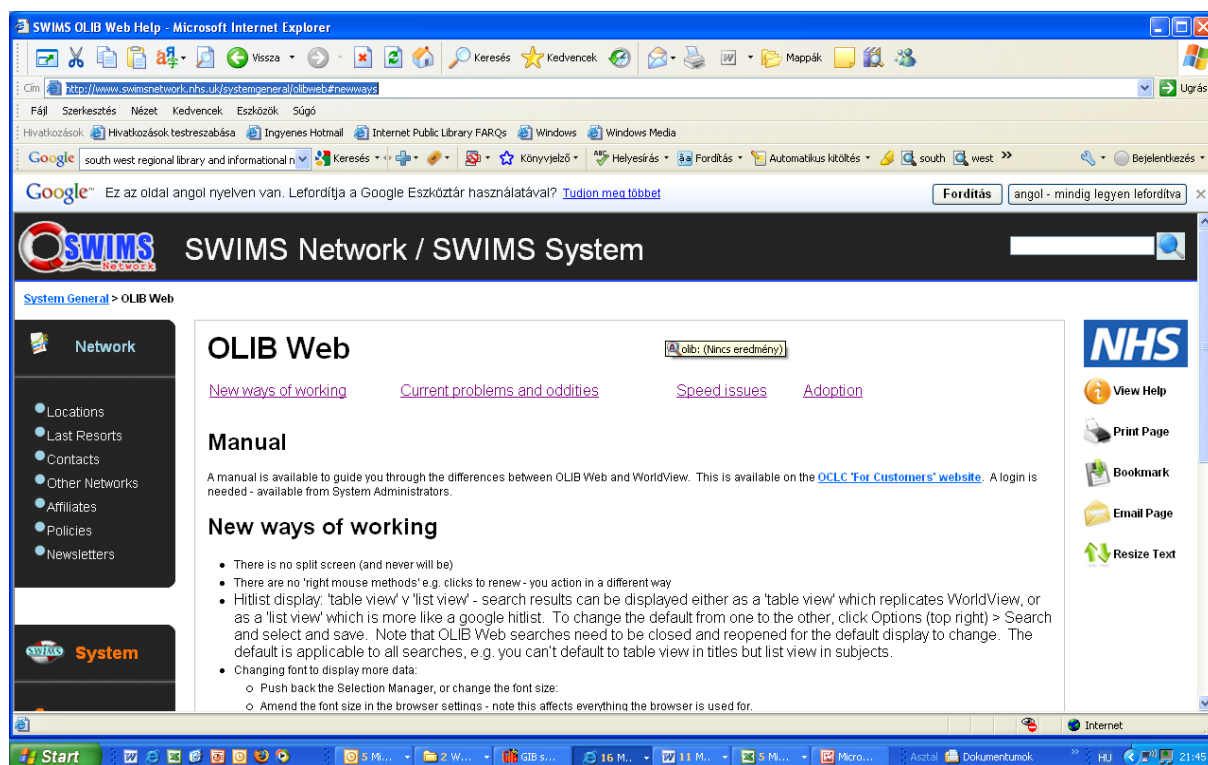 SWIMS OLIB Web Help - Microsoft Internet Explorer
Vissza Keresés Kedvencek Mappák
Cím http://www.swimsnetwork.nhs.uk/systemgeneral/olibweb#newways Ugrás
Fájl Szerkesztés Nézet Kedvencek Eszközök Súgó
Hivatkozások Hivatkozások testreszabása Ingyenes Hotmail Internet Public Library FARQs Windows Windows Media
Google south west regional library and informational n Keresés Könyvjelző Helyesírás Fordítás Automatikus kitöltés south west Bejelentkezés
Google™ Ez az oldal angol nyelven van. Lefordítja a Google Eszköztár használatával? Tudjon meg többet Fordítás angol - mindig legyen lefordítva
SWIMS Network SWIMS Network / SWIMS System
System General > OLIB Web
Network
Locations
Last Resorts
Contacts
Other Networks
Affiliates
Policies
Newsletters
System
OLIB Web
olib: (Nincs eredmény)
New ways of working Current problems and oddities Speed issues Adoption
Manual
A manual is available to guide you through the differences between OLIB Web and WorldView. This is available on the OCLC 'For Customers' website. A login is
needed - available from System Administrators.
New ways of working
There is no split screen (and never will be)
There are no 'right mouse methods' e.g. clicks to renew - you action in a different way
Hitlist display: 'table view' v 'list view' - search results can be displayed either as a 'table view' which replicates WorldView, or
as a 'list view' which is more like a google hitlist. To change the default from one to the other, click Options (top right) > Search
and select and save. Note that OLIB Web searches need to be closed and reopened for the default display to change. The
default is applicable to all searches, e.g. you can't default to table view in titles but list view in subjects.
Changing font to display more data:
Push back the Selection Manager, or change the font size:
Amend the font size in the browser settings - note this affects everything the browser is used for.
NHS
View Help
Print Page
Bookmark
Email Page
Resize Text
Internet
Start 5 Mi... 2 W... GIB s... 16 M.. 11 M.. 5 Mi... Micro... Asztal Dokumentumok HU 21:45